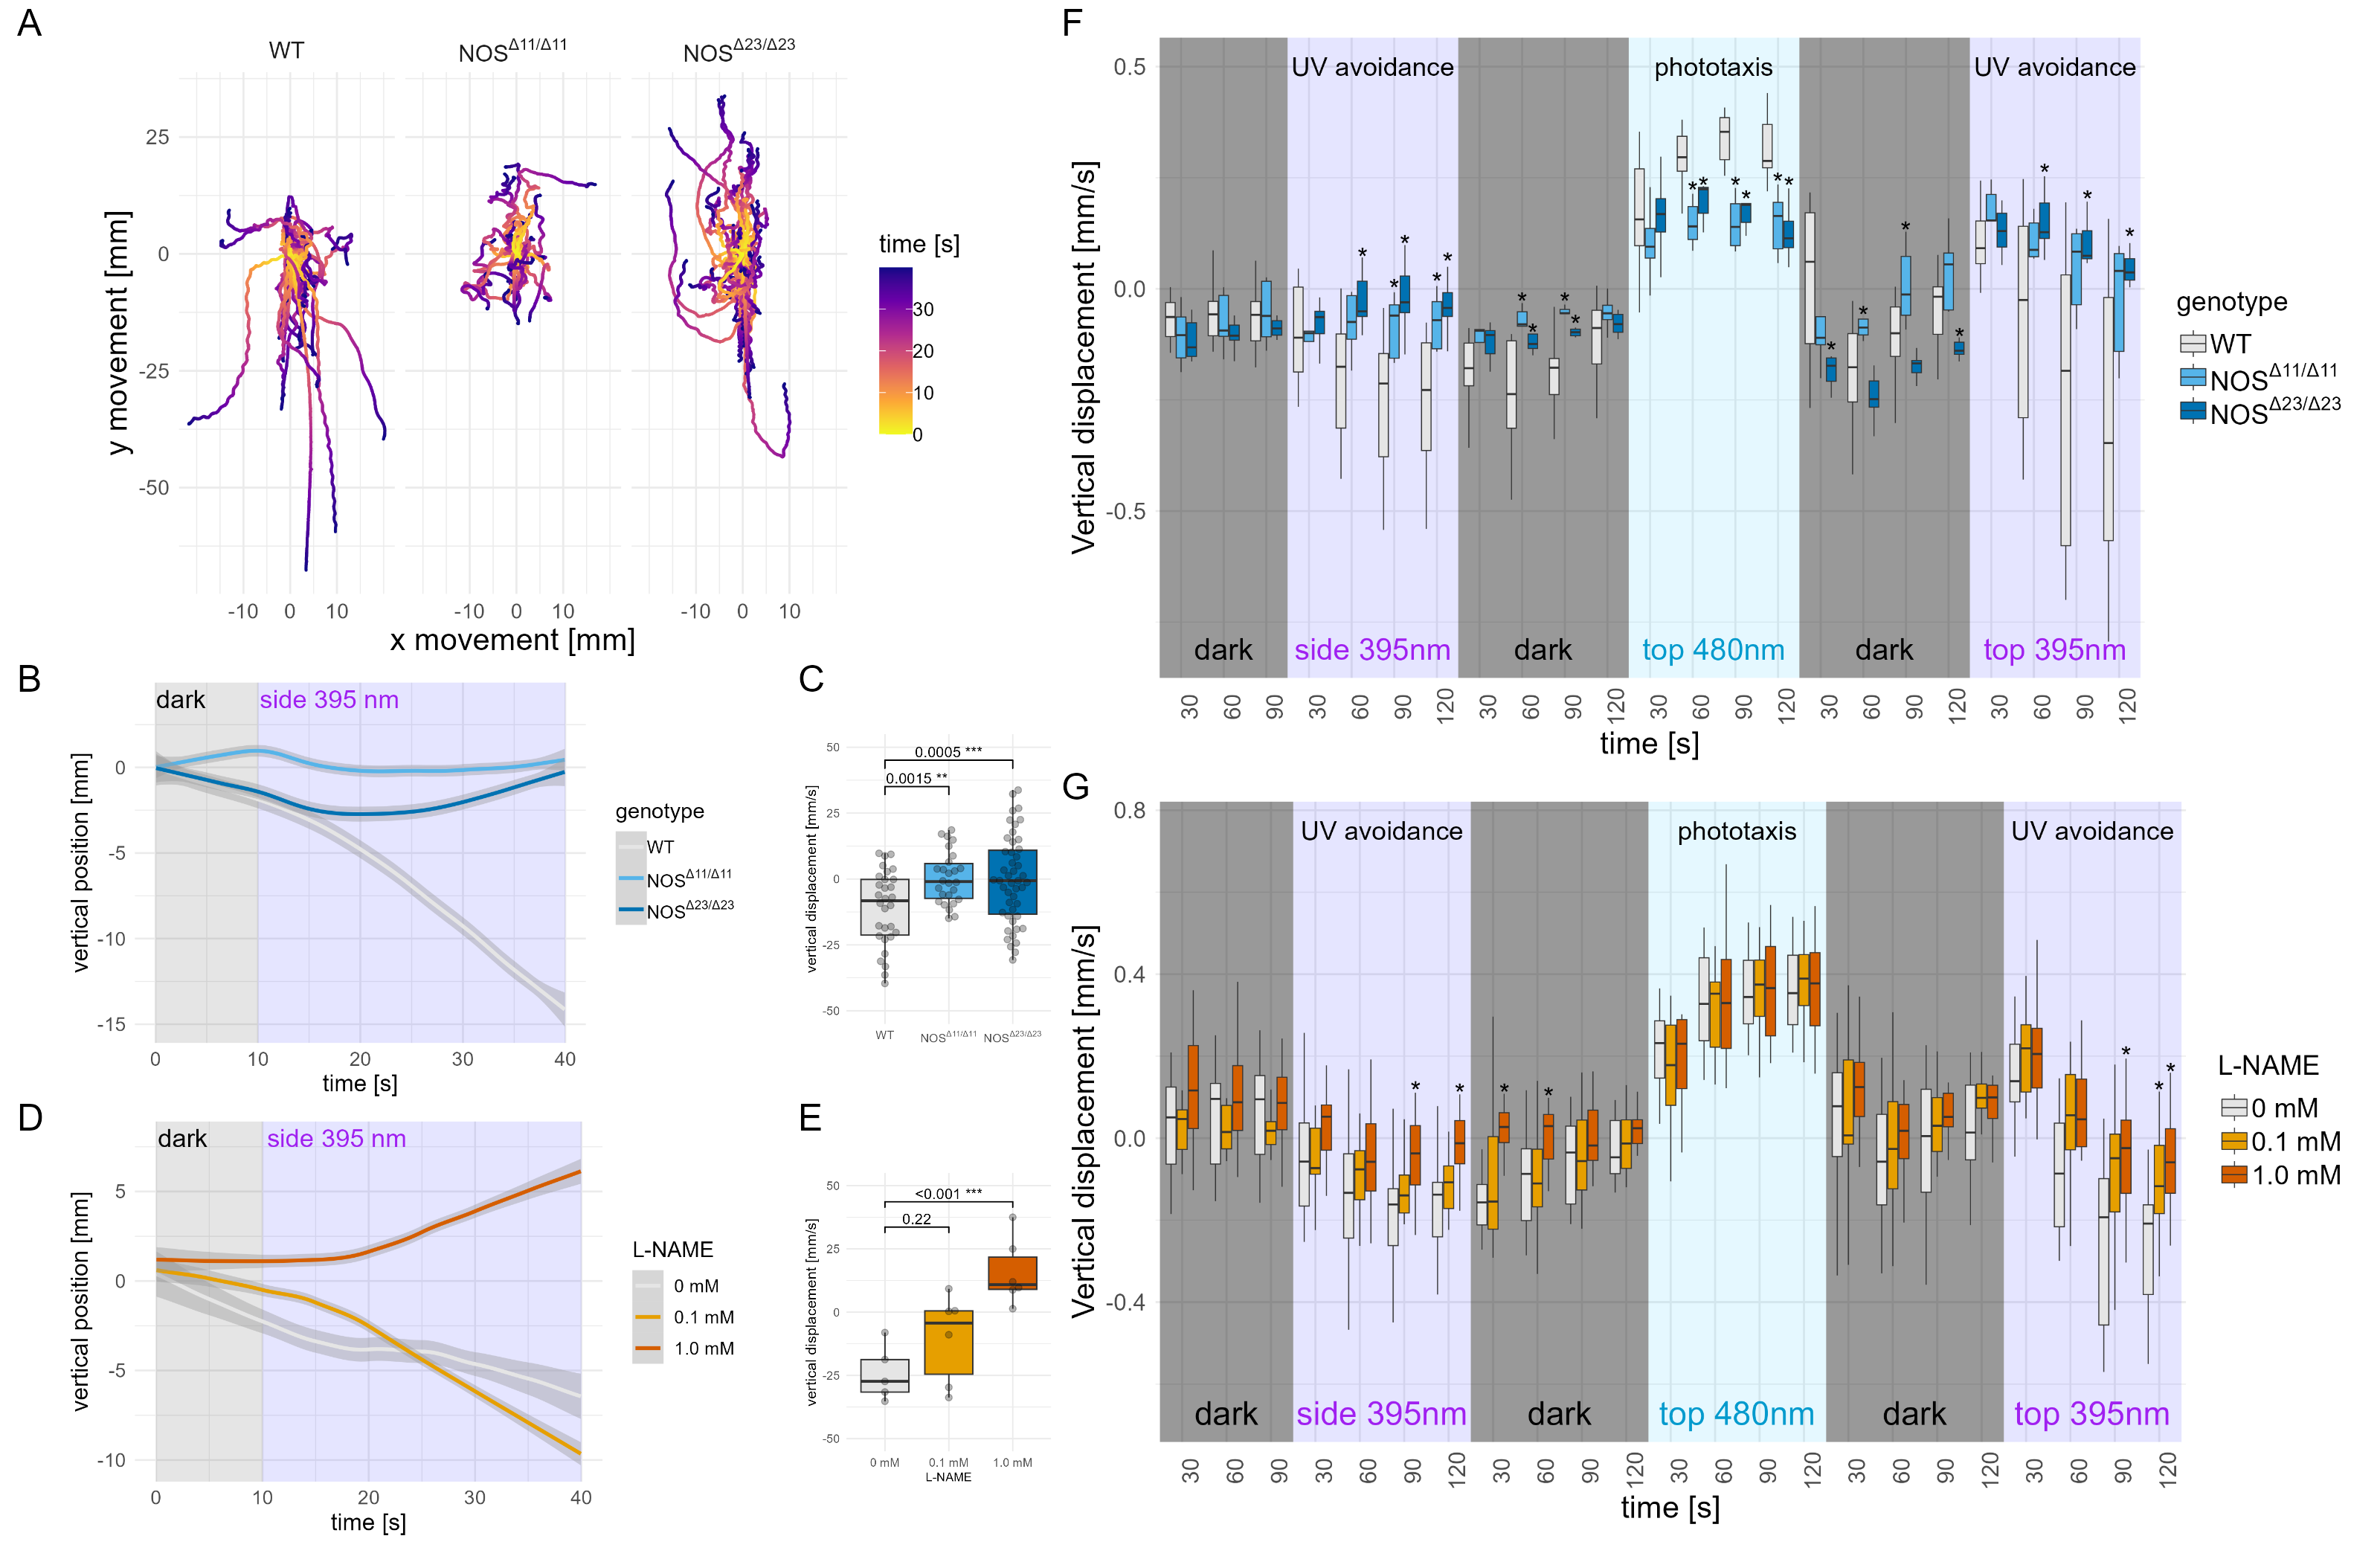 A
WT
NOSΔ11/Δ11
NOSΔ23/Δ23
25
0
-25
-50
y movement [mm]
-10 0 10
-10 0 10
-10 0 10
x movement [mm]
time [s]
30
20
10
0
B
dark
side 395 nm
0
-5
-10
-15
vertical position [mm]
0 10 20 30 40
time [s]
genotype
WT
NOSΔ11/Δ11
NOSΔ23/Δ23
C
50
25
0
-25
-50
vertical displacement [mm/s]
0.0005 ***
0.0015 **
WT NOSΔ11/Δ11 NOSΔ23/Δ23
D
dark
side 395 nm
5
0
-5
-10
vertical position [mm]
0 10 20 30 40
time [s]
L-NAME
0 mM
0.1 mM
1.0 mM
E
50
25
0
-25
-50
vertical displacement [mm/s]
<0.001 ***
0.22
0 mM 0.1 mM 1.0 mM
L-NAME
F
0.5
0.0
-0.5
Vertical displacement [mm/s]
UV avoidance
phototaxis
UV avoidance
* * * * * *
* * * *
* * * * * *
* * * *
* * *
dark
side 395nm
dark
top 480nm
dark
top 395nm
30 60 90 30 60 90 120 30 60 90 120 30 60 90 120 30 60 90 120 30 60 90 120
time [s]
genotype
WT
NOSΔ11/Δ11
NOSΔ23/Δ23
G
0.8
0.4
0.0
-0.4
Vertical displacement [mm/s]
UV avoidance
phototaxis
UV avoidance
* * * * * * *
dark
side 395nm
dark
top 480nm
dark
top 395nm
30 60 90 30 60 90 120 30 60 90 120 30 60 90 120 30 60 90 120 30 60 90 120
time [s]
L-NAME
0 mM
0.1 mM
1.0 mM